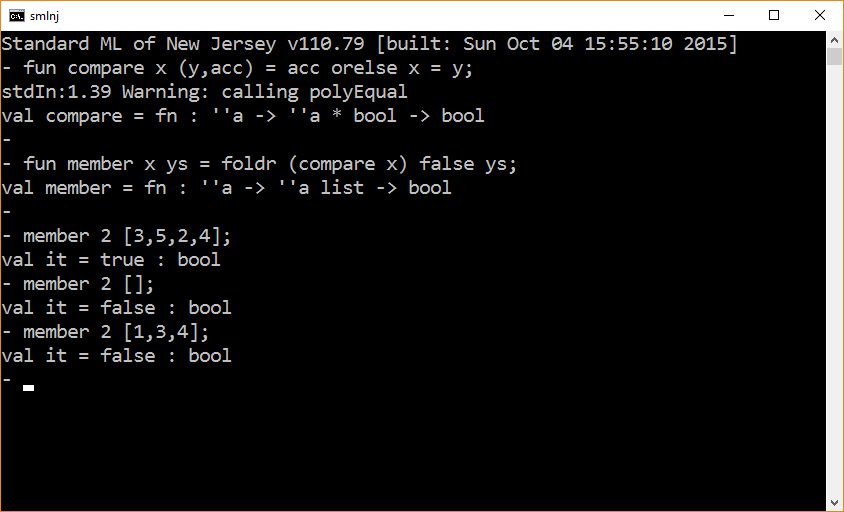 smlnj
Standard ML of New Jersey v110.79 [built: Sun Oct 04 15:55:10 2015]
- fun compare x (y,acc) = acc orelse x = y;
stdIn:1.39 Warning: calling polyEqual
val compare = fn : ''a -> ''a * bool -> bool
-
- fun member x ys = foldr (compare x) false ys;
val member = fn : ''a -> ''a list -> bool
-
- member 2 [3,5,2,4];
val it = true : bool
- member 2 [];
val it = false : bool
- member 2 [1,3,4];
val it = false : bool
-